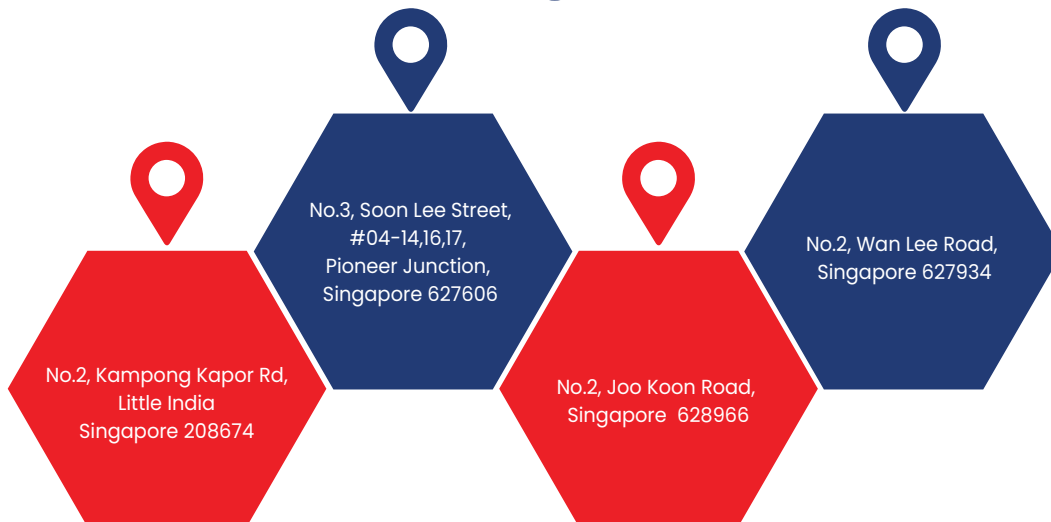 No.2, Kampong Kapor Rd,
Little India
Singapore 208674
No.3, Soon Lee Street,
#04-14,16,17,
Pioneer Junction,
Singapore 627606
No.2, Joo Koon Road,
Singapore 628966
No.2, Wan Lee Road,
Singapore 627934